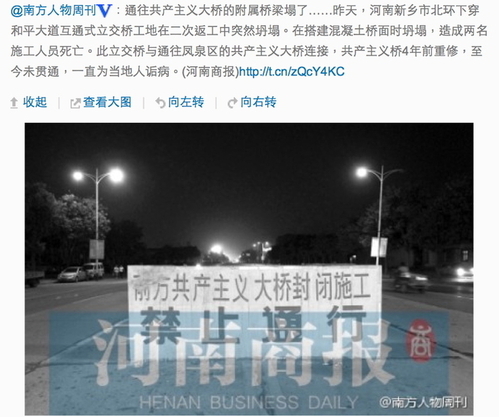 @南方人物周刊V：通往共产主义大桥的附属桥梁塌了……昨天，河南新乡市北环下穿
和平大道互通式立交桥工地在二次返工中突然坍塌。在搭建混凝土桥面时坍塌，造成两名
施工人员死亡。此立交桥与通往凤泉区的共产主义大桥连接，共产主义桥4年前重修，至
今未贯通，一直为当地人诟病。(河南商报)http://t.cn/zQcY4KC
收起 查看大图 向左转 向右转
前方共产主义大桥封闭施工
禁止通行
河南商报
HENAN BUSINESS DAILY
@南方人物周刊